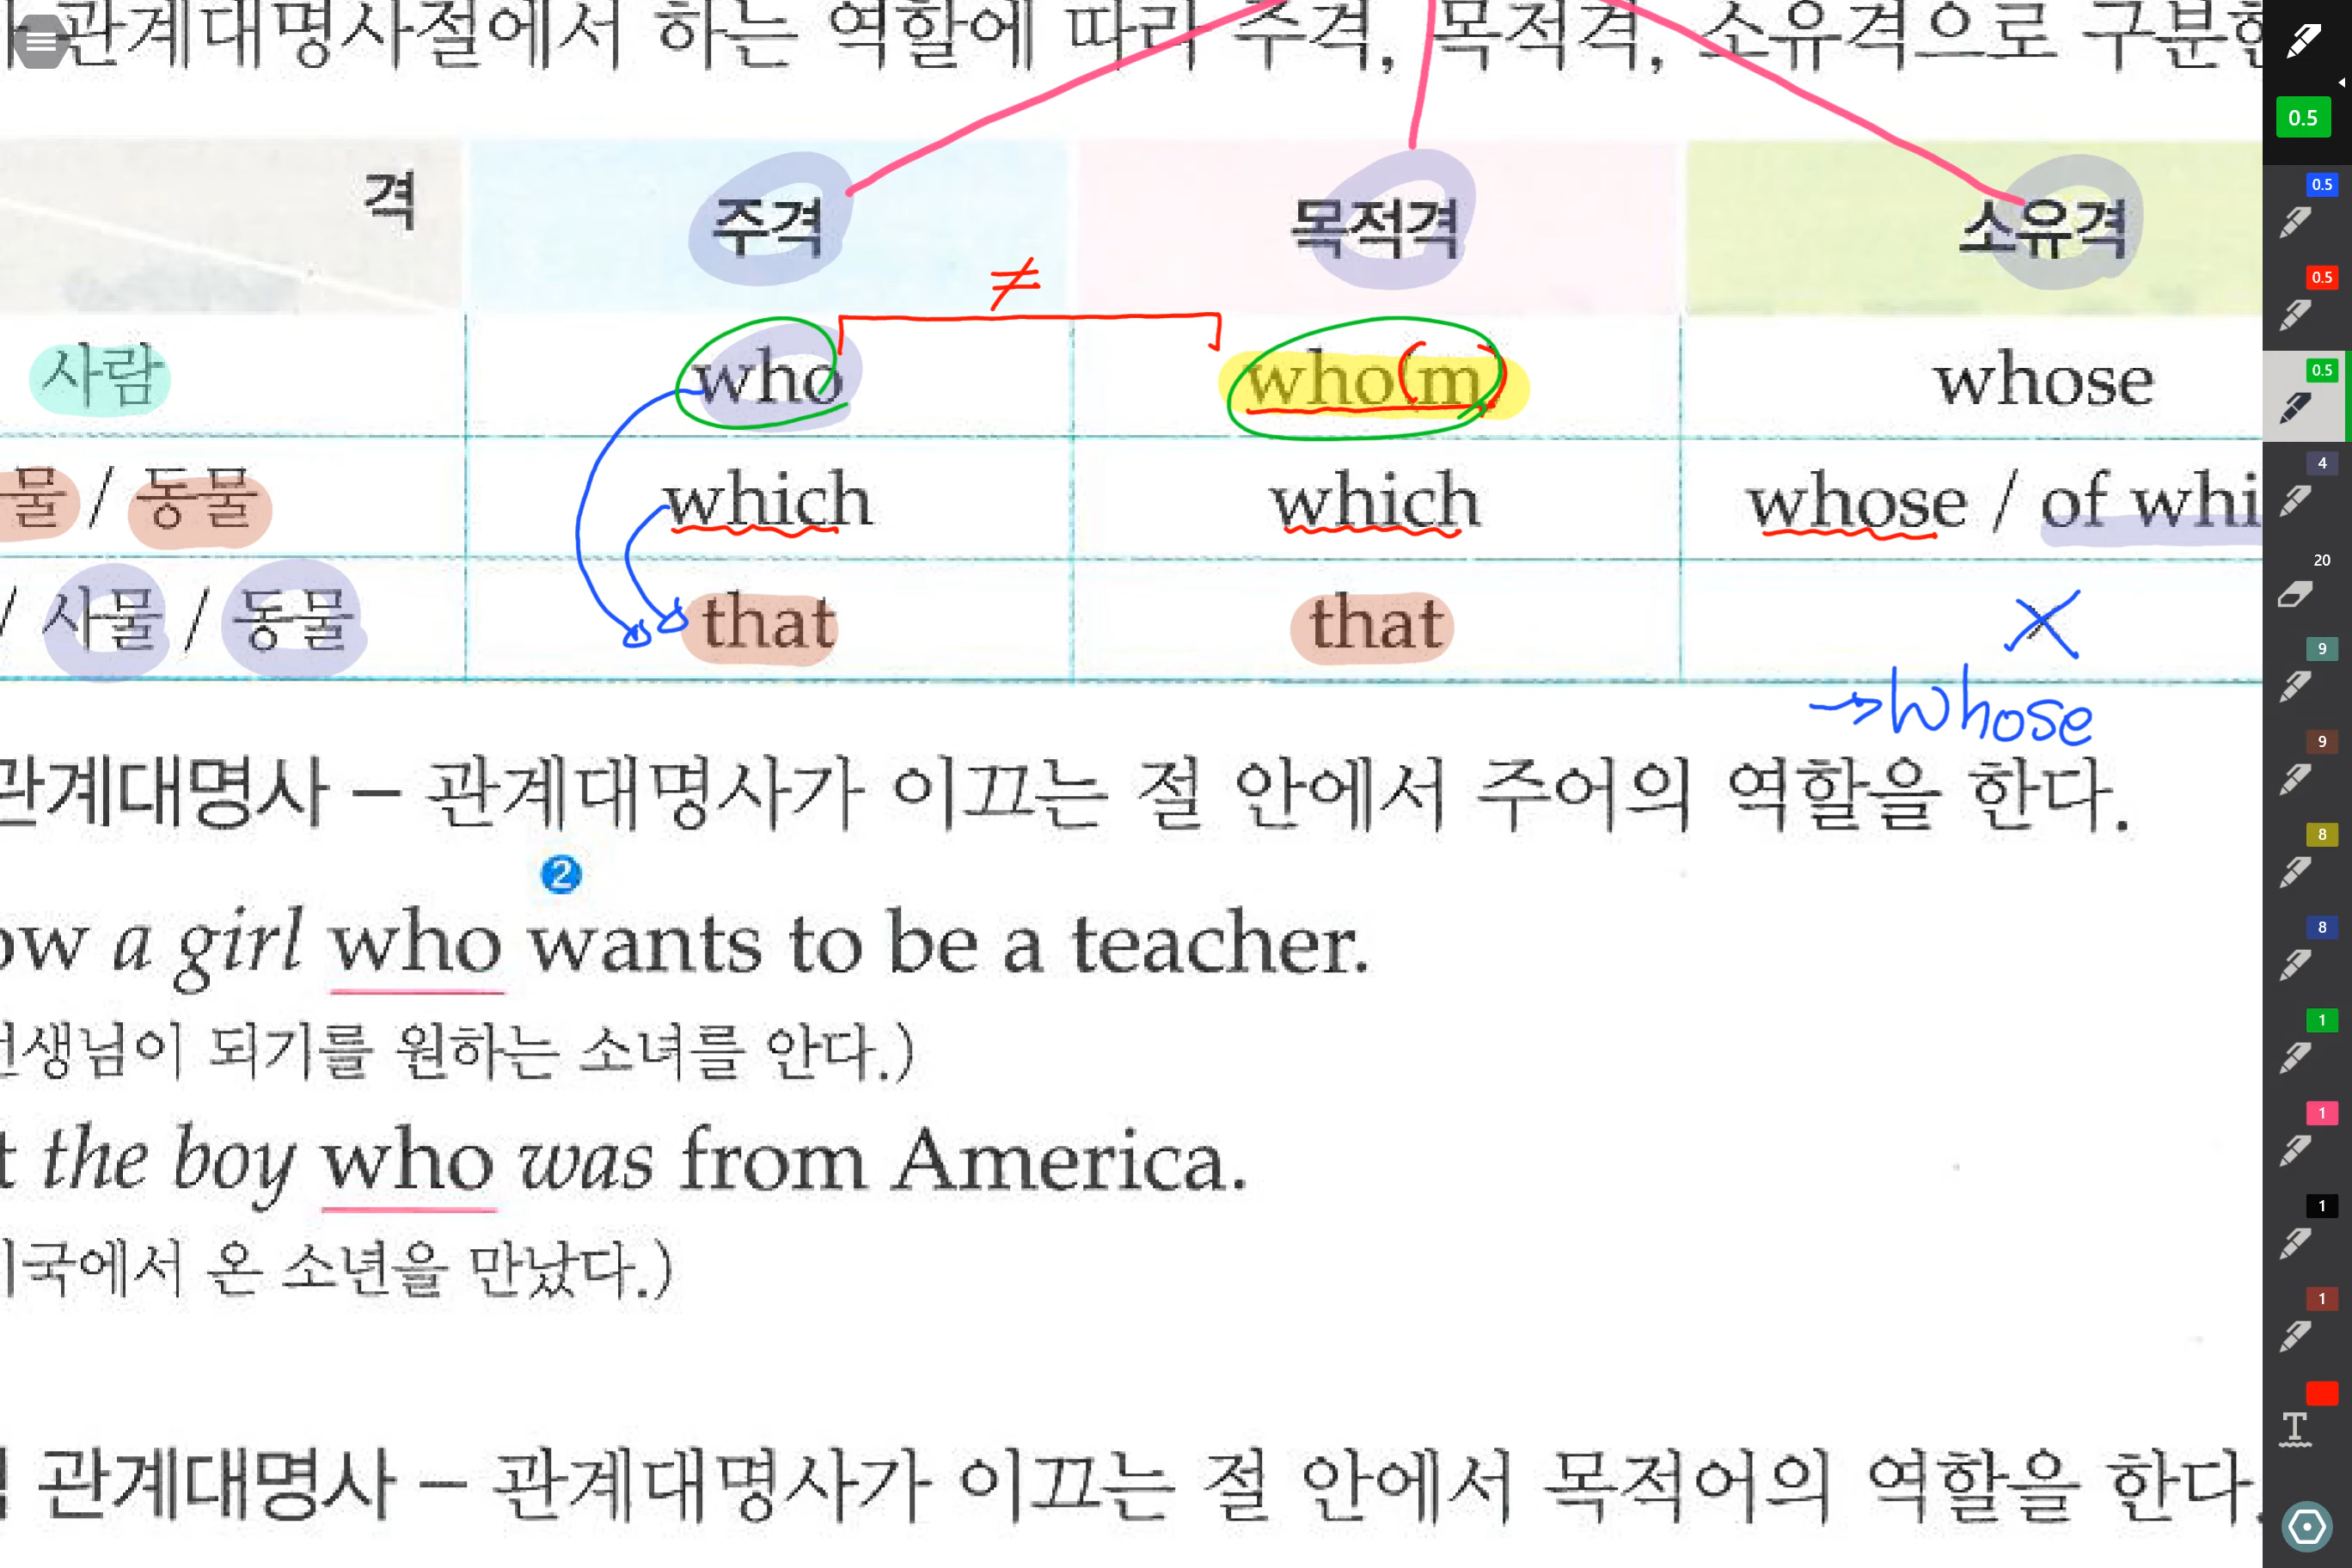 관계대명사절에서 하는 역할에 따라 주격, 목적격, 소유격으로 구분한
격 주격 목적격 소유격
≠
사람 who who(m) whose
물 / 동물 which which whose / of whi
/ 사물 / 동물 that that ×
→ whose
관계대명사 – 관계대명사가 이끄는 절 안에서 주어의 역할을 한다.
2
ow a girl who wants to be a teacher.
선생님이 되기를 원하는 소녀를 안다.)
t the boy who was from America.
미국에서 온 소년을 만났다.)
관계대명사 – 관계대명사가 이끄는 절 안에서 목적어의 역할을 한다.
0.5
0.5
0.5
0.5
4
20
9
9
8
8
1
1
1
1
T